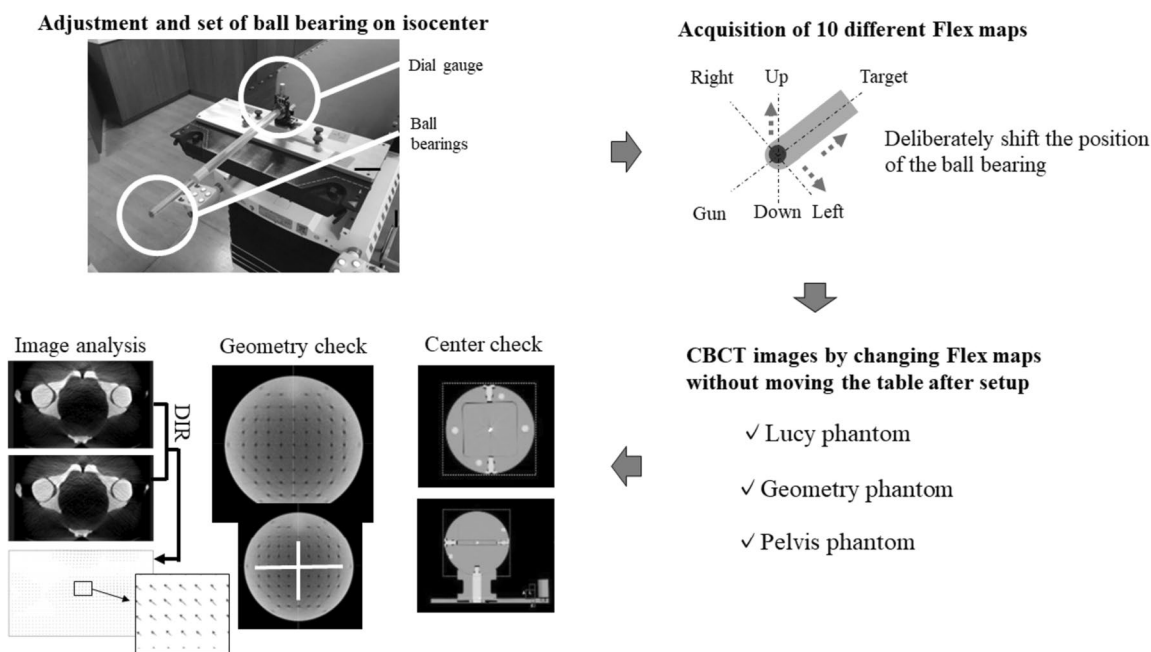 Adjustment and set of ball bearing on isocenter
Dial gauge
Ball
bearings
Acquisition of 10 different Flex maps
Right
Up
Target
Deliberately shift the position
of the ball bearing
Gun
Down
Left
CBCT images by changing Flex maps
without moving the table after setup
✓ Lucy phantom
✓ Geometry phantom
✓ Pelvis phantom
Image analysis
DIR
Geometry check
Center check